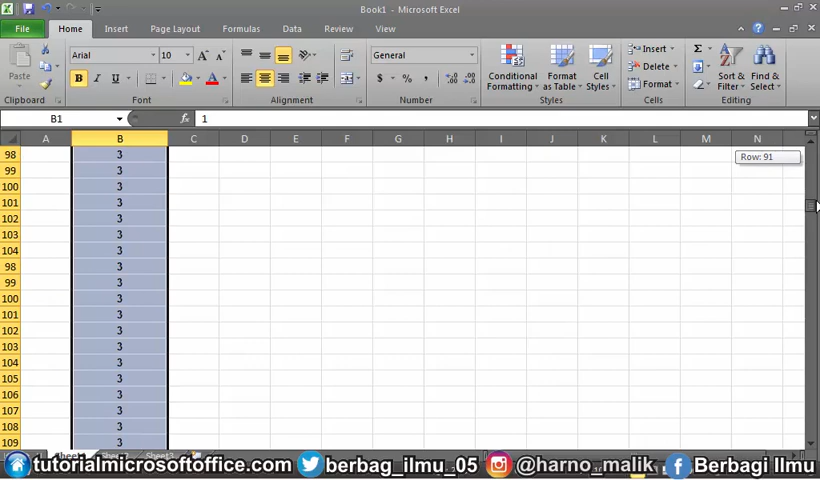 Book1 - Microsoft Excel
File Home Insert Page Layout Formulas Data Review View
Paste
Arial 10
B I U
General
$ % ,
Conditional Formatting
Format as Table
Cell Styles
Insert
Delete
Format
Σ
Sort & Filter
Find & Select
Clipboard Font Alignment Number Styles Cells Editing
B1 fx 1
A B C D E F G H I J K L M N
98 3
Row: 91
99 3
100 3
101 3
102 3
103 3
104 3
98 3
99 3
100 3
101 3
102 3
103 3
104 3
105 3
106 3
107 3
108 3
109 3
Sheet2 Sheet3
tutorialmicrosoftoffice.com berbag_ilmu_05 @harno_malik Berbagi Ilmu